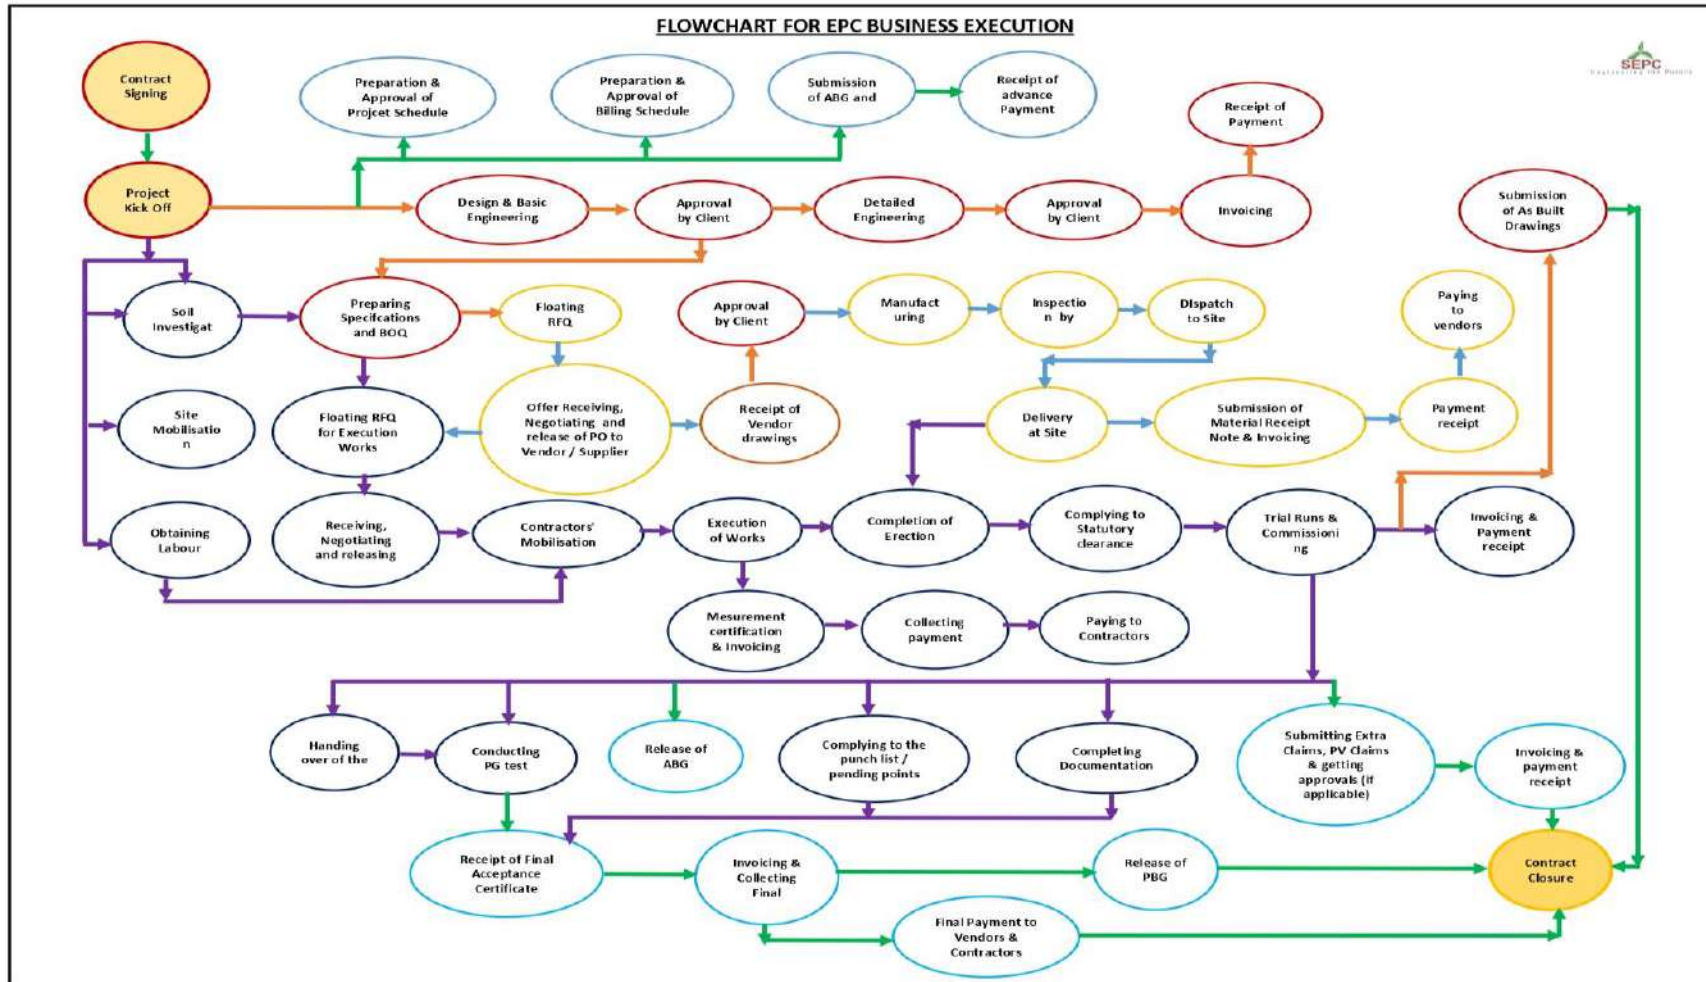 FLOWCHART FOR EPC BUSINESS EXECUTION
SEPC
Contract
Signing
Preparation &
Approval of
Projcet Schedule
Preparation &
Approval of
Billing Schedule
Submission
of ABG and
Receipt of
advance
Payment
Receipt of
Payment
Project
Kick Off
Design & Basic
Engineering
Approval
by Client
Detailed
Engineering
Approval
by Client
Invoicing
Submission
of As Built
Drawings
Soil
Investigat
Preparing
Specifcations
and BOQ
Floating
RFQ
Approval
by Client
Manufact
uring
Inspectio
n by
DIspatch
to Site
Paying
to
vendors
Site
Mobilisatio
n
Floating RFQ
for Execution
Works
Offer Receiving,
Negotiating and
release of PO to
Vendor / Supplier
Receipt of
Vendor
drawings
Delivery
at Site
Submission of
Material Receipt
Note & Invoicing
Payment
receipt
Obtaining
Labour
Receiving,
Negotiating
and releasing
Contractors'
Mobilisation
Execution
of Works
Completion of
Erection
Complying to
Statutory
clearance
Trial Runs &
Commissioni
ng
Invoicing &
Payment
receipt
Mesurement
certification
& Invoicing
Collecting
payment
Paying to
Contractors
Handing
over of the
Conducting
PG test
Release of
ABG
Complying to the
punch list /
pending points
Completing
Documentation
Submitting Extra
Claims, PV Claims
& getting
approvals (if
applicable)
Invoicing &
payment
receipt
Receipt of Final
Acceptance
Certificate
Invoicing &
Collecting
Final
Release of
PBG
Contract
Closure
Final Payment to
Vendors &
Contractors